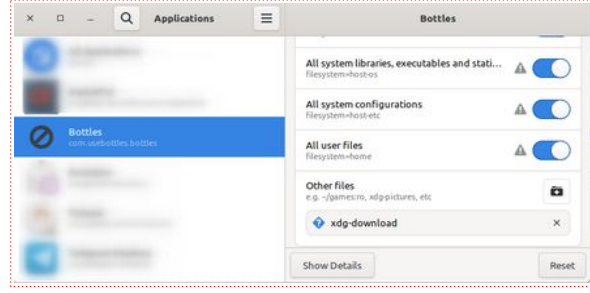 Applications
Bottles
All system libraries, executables and stati...
filesystem=host-os
All system configurations
filesystem=host-etc
Bottles
com.usebottles.bottles
All user files
filesystem=home
Other files
e.g. ~/games:ro, xdg-pictures, etc
xdg-download
Show Details
Reset